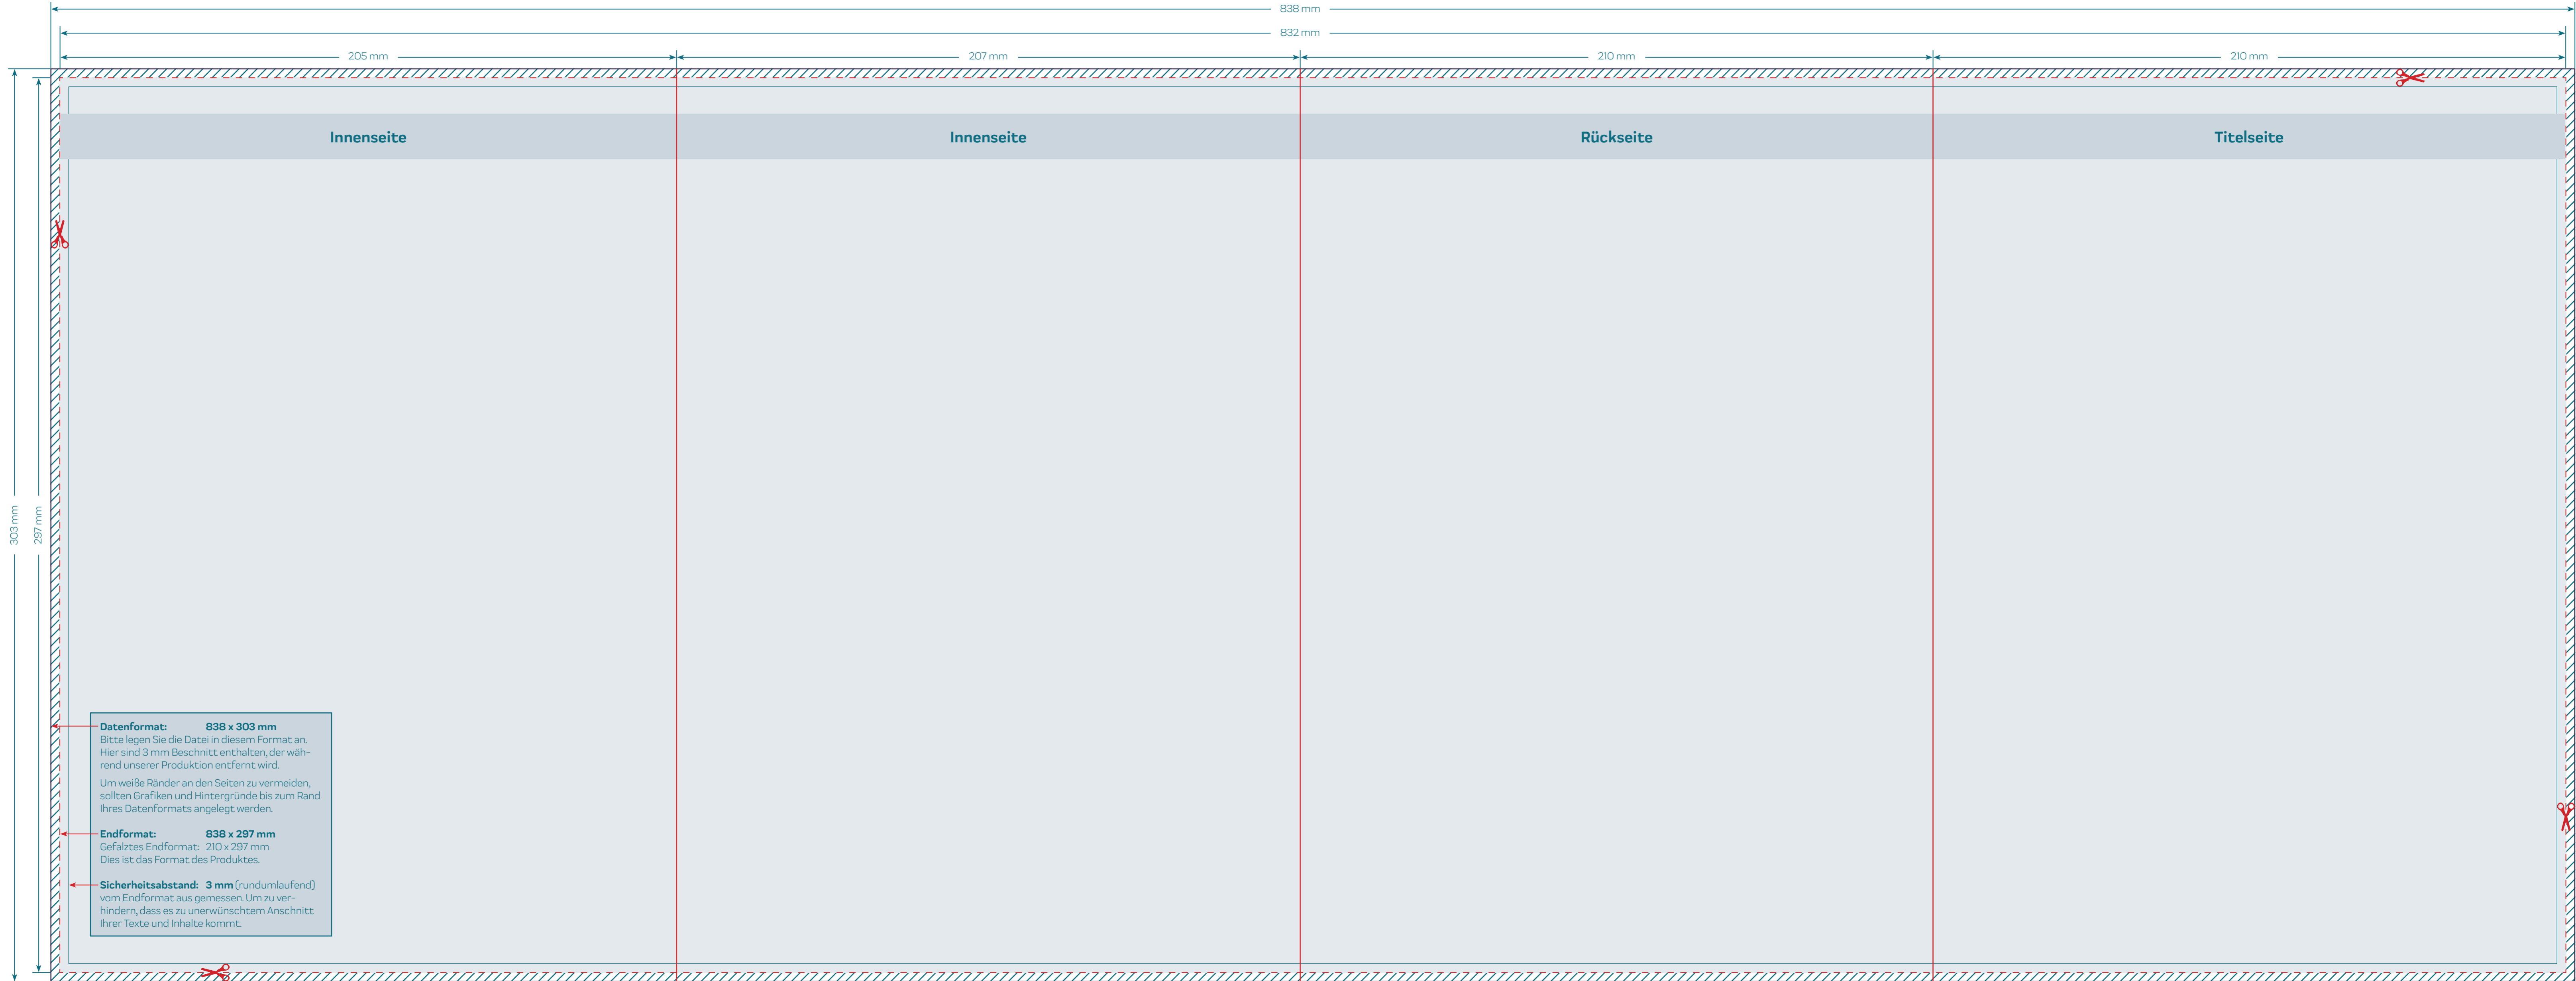 838 mm
832 mm
205 mm
207 mm
210 mm
210 mm
Innenseite
Innenseite
Rückseite
Titelseite
303 mm
297 mm
Datenformat: 838 x 303 mm
Bitte legen Sie die Datei in diesem Format an.
Hier sind 3 mm Beschnitt enthalten, der wäh-
rend unserer Produktion entfernt wird.
Um weiße Ränder an den Seiten zu vermeiden,
sollten Grafiken und Hintergründe bis zum Rand
Ihres Datenformats angelegt werden.
Endformat: 838 x 297 mm
Gefalztes Endformat: 210 x 297 mm
Dies ist das Format des Produktes.
Sicherheitsabstand: 3 mm (rundumlaufend)
vom Endformat aus gemessen. Um zu ver-
hindern, dass es zu unerwünschtem Anschnitt
Ihrer Texte und Inhalte kommt.